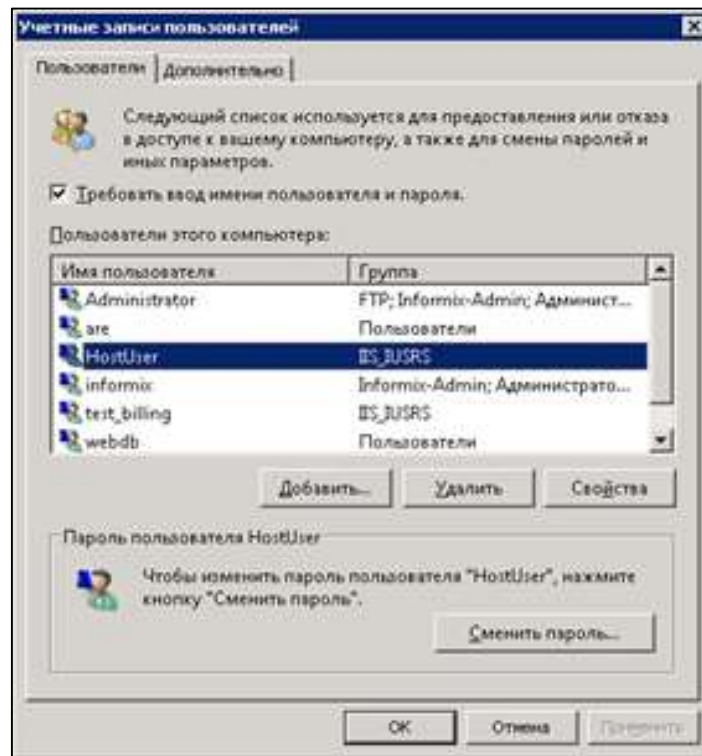 Учетные записи пользователей
Пользователи
Дополнительно
Следующий список используется для предоставления или отказа
в доступе к вашему компьютеру, а также для смены паролей и
иных параметров.
Требовать ввод имени пользователя и пароля.
Пользователи этого компьютера:
Имя пользователя Группа
Administrator FTP; Informix-Admin; Админист...
are Пользователи
HostUser IIS_IUSRS
informix Informix-Admin; Администрато...
test_billing IIS_IUSRS
webdb Пользователи
Добавить... Удалить Свойства
Пароль пользователя HostUser
Чтобы изменить пароль пользователя "HostUser", нажмите
кнопку "Сменить пароль".
Сменить пароль...
OK Отмена Применить